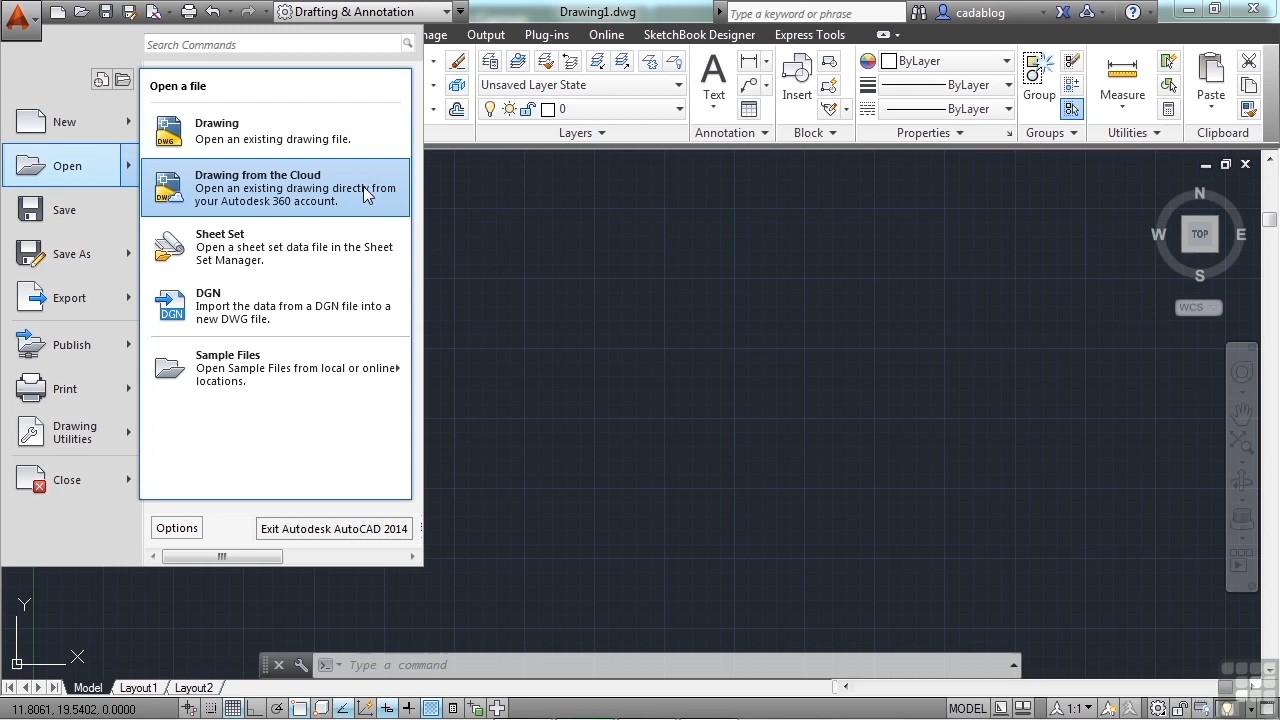 Drafting & Annotation
Drawing1.dwg
Type a keyword or phrase
cadablog
Search Commands
Output
Plug-ins
Online
SketchBook Designer
Express Tools
Open a file
New
Drawing
Open an existing drawing file.
Open
Drawing from the Cloud
Open an existing drawing directly from
your Autodesk 360 account.
Save
Sheet Set
Open a sheet set data file in the Sheet
Set Manager.
Save As
DGN
Import the data from a DGN file into a
new DWG file.
Export
Publish
Sample Files
Open Sample Files from local or online
locations.
Print
Drawing
Utilities
Close
Options
Exit Autodesk AutoCAD 2014
Unsaved Layer State
0
Layers
Text
Annotation
Insert
Block
ByLayer
ByLayer
ByLayer
Properties
Group
Groups
Measure
Utilities
Paste
Clipboard
N
W
TOP
E
S
WCS
Y
X
Type a command
Model
Layout1
Layout2
11.8061, 19.5402, 0.0000
MODEL
1:1